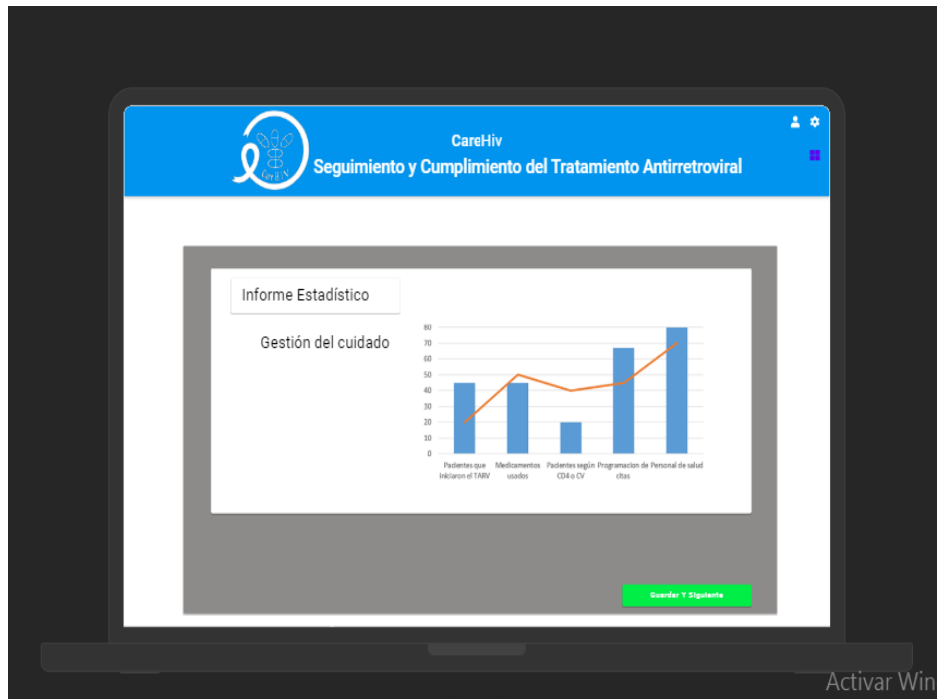 CareHiv
Seguimiento y Cumplimiento del Tratamiento Antirretroviral
CarHIV
Informe Estadístico
Gestión del cuidado
80
70
60
50
40
30
20
10
0
Pacientes que Medicamentos Pacientes según Programacion de Personal de salud
iniciaron el TARV usados CD4 o CV citas
Guardar Y Siguiente
Activar Win